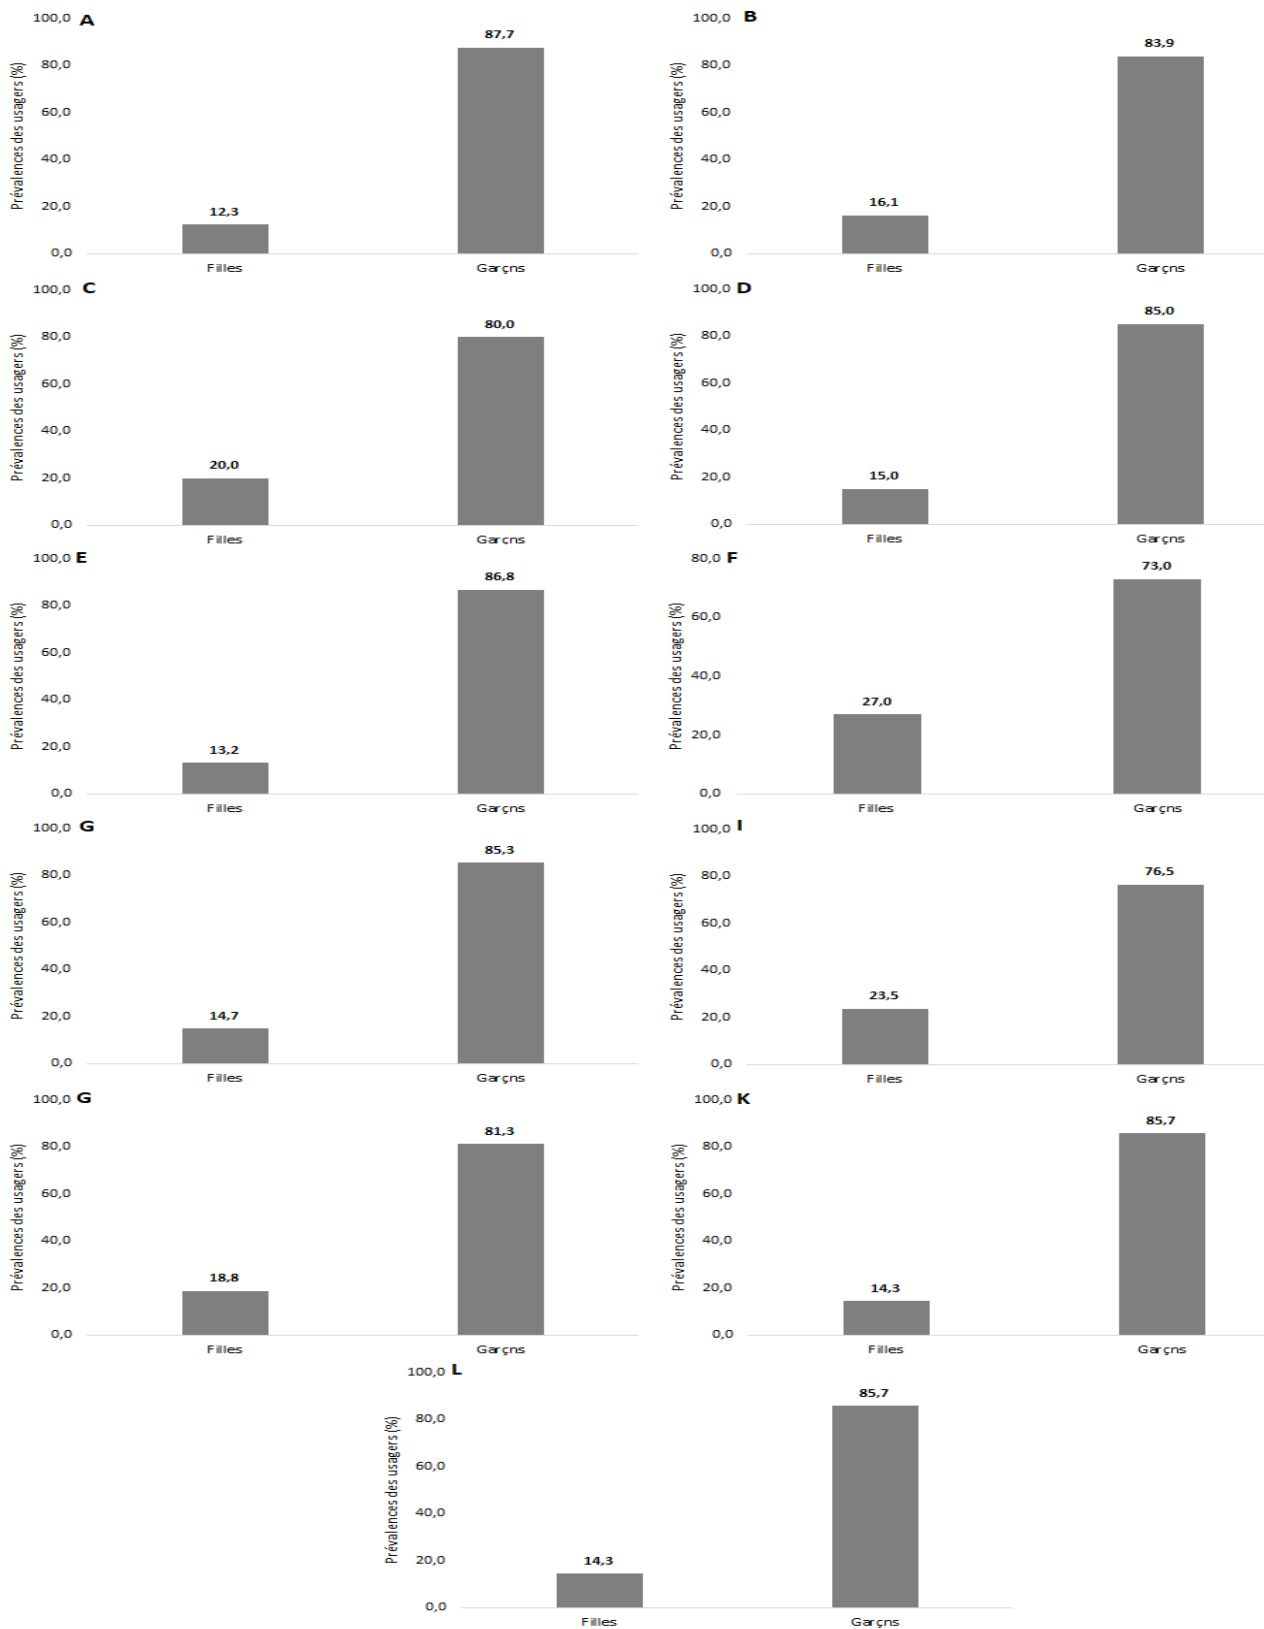 A
Prévalences des usagers (%)
100,0
80,0
60,0
40,0
20,0
0,0
12,3
87,7
Filles
Garçns
B
Prévalences des usagers (%)
100,0
80,0
60,0
40,0
20,0
0,0
16,1
83,9
Filles
Garçns
C
Prévalences des usagers (%)
100,0
80,0
60,0
40,0
20,0
0,0
20,0
80,0
Filles
Garçns
D
Prévalences des usagers (%)
100,0
80,0
60,0
40,0
20,0
0,0
15,0
85,0
Filles
Garçns
E
Prévalences des usagers (%)
100,0
80,0
60,0
40,0
20,0
0,0
13,2
86,8
Filles
Garçns
F
Prévalences des usagers (%)
80,0
60,0
40,0
20,0
0,0
27,0
73,0
Filles
Garçns
G
Prévalences des usagers (%)
100,0
80,0
60,0
40,0
20,0
0,0
14,7
85,3
Filles
Garçns
I
Prévalences des usagers (%)
100,0
80,0
60,0
40,0
20,0
0,0
23,5
76,5
Filles
Garçns
G
Prévalences des usagers (%)
100,0
80,0
60,0
40,0
20,0
0,0
18,8
81,3
Filles
Garçns
K
Prévalences des usagers (%)
100,0
80,0
60,0
40,0
20,0
0,0
14,3
85,7
Filles
Garçns
L
Prévalences des usagers (%)
100,0
80,0
60,0
40,0
20,0
0,0
14,3
85,7
Filles
Garçns